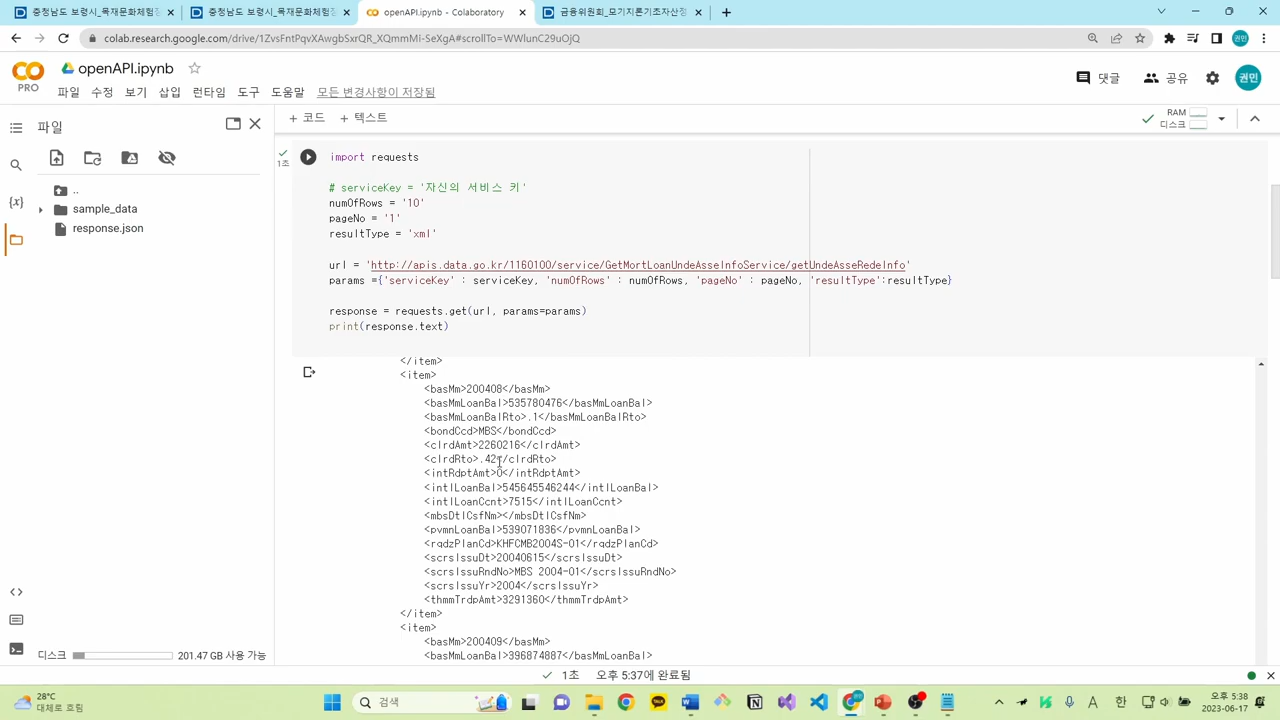 충청남도 보령시_목재문화체험장
충청남도 보령시_목재문화체험장
openAPI.ipynb - Colaboratory
금융위원회_모기지론기초자산정
colab.research.google.com/drive/1ZvsFntPqvXAwgbSxrQR_XQmmMI-SeXgA#scrollTo=WWlunC29uOjQ
권민
PRO
openAPI.ipynb
파일 수정 보기 삽입 런타임 도구 도움말 모든 변경사항이 저장됨
댓글
공유
권민
파일
+ 코드 + 텍스트
RAM
디스크
..
sample_data
response.json
1초
import requests
# serviceKey = '자신의 서비스 키'
numOfRows = '10'
pageNo = '1'
resultType = 'xml'
url = 'http://apis.data.go.kr/1160100/service/GetMortLoanUndeAsseInfoService/getUndeAsseRedeInfo'
params ={'serviceKey' : serviceKey, 'numOfRows' : numOfRows, 'pageNo' : pageNo, 'resultType':resultType}
response = requests.get(url, params=params)
print(response.text)
</item>
<item>
<basMm>200408</basMm>
<basMmLoanBal>535780476</basMmLoanBal>
<basMmLoanBalRto>.1</basMmLoanBalRto>
<bondCcd>MBS</bondCcd>
<clrdAmt>2260216</clrdAmt>
<clrdRto>.42</clrdRto>
<intRdptAmt>0</intRdptAmt>
<intlLoanBal>545645546244</intlLoanBal>
<intlLoanCcnt>7515</intlLoanCcnt>
<mbsDtlCsfNm></mbsDtlCsfNm>
<pvmnLoanBal>539071836</pvmnLoanBal>
<rqdzPlanCd>KHFCMB2004S-01</rqdzPlanCd>
<scrsIssuDt>20040615</scrsIssuDt>
<scrsIssuRndNo>MBS 2004-01</scrsIssuRndNo>
<scrsIssuYr>2004</scrsIssuYr>
<thmmTrdpAmt>3291360</thmmTrdpAmt>
</item>
<item>
<basMm>200409</basMm>
<basMmLoanBal>396874887</basMmLoanBal>
디스크 201.47 GB 사용 가능
1초 오후 5:37에 완료됨
28°C
대체로 흐림
검색
A 한
오후 5:38
2023-06-17